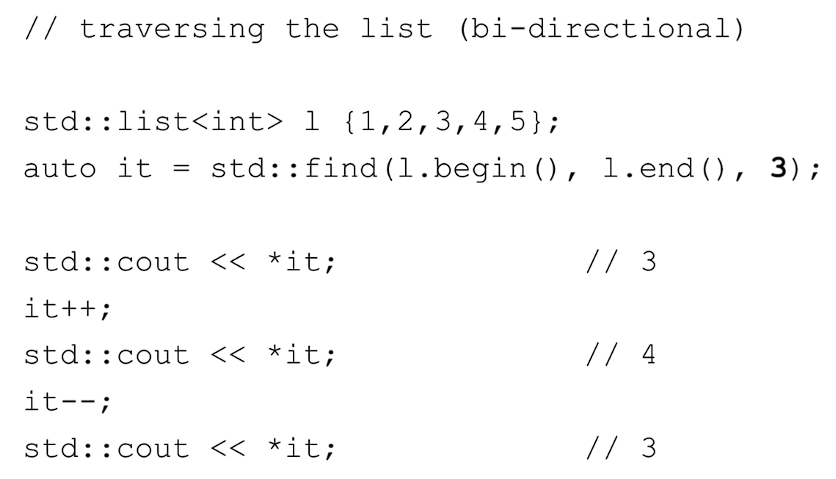 // traversing the list (bi-directional)
std::list<int> l {1,2,3,4,5};
auto it = std::find(l.begin(), l.end(), 3);
std::cout << *it; // 3
it++;
std::cout << *it; // 4
it--;
std::cout << *it; // 3